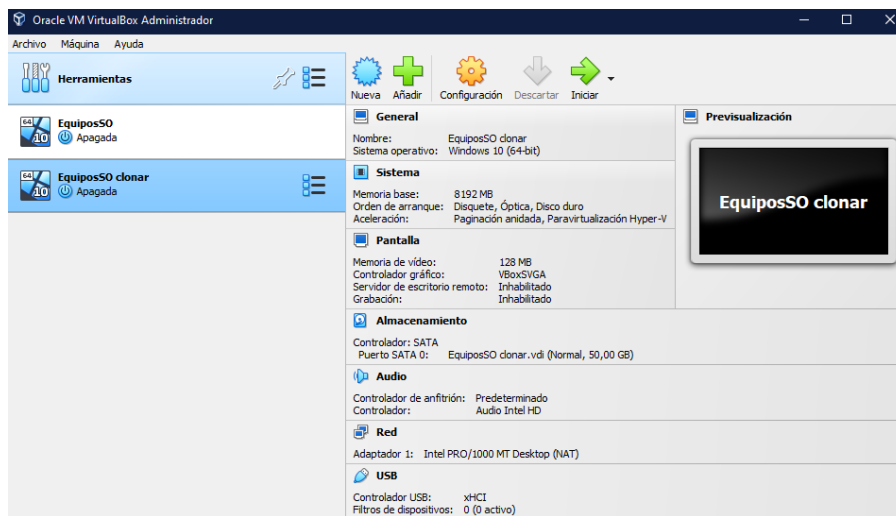 Oracle VM VirtualBox Administrador
Archivo Máquina Ayuda
Herramientas
Nueva Añadir Configuración Descartar Iniciar
64
10
EquiposSO
Apagada
64
10
EquiposSO clonar
Apagada
General
Nombre: EquiposSO clonar
Sistema operativo: Windows 10 (64-bit)
Sistema
Memoria base: 8192 MB
Orden de arranque: Disquete, Óptica, Disco duro
Aceleración: Paginación anidada, Paravirtualización Hyper-V
Pantalla
Memoria de vídeo: 128 MB
Controlador gráfico: VBoxSVGA
Servidor de escritorio remoto: Inhabilitado
Grabación: Inhabilitado
Previsualización
EquiposSO clonar
Almacenamiento
Controlador: SATA
Puerto SATA 0: EquiposSO clonar.vdi (Normal, 50,00 GB)
Audio
Controlador de anfitrión: Predeterminado
Controlador: Audio Intel HD
Red
Adaptador 1: Intel PRO/1000 MT Desktop (NAT)
USB
Controlador USB: xHCI
Filtros de dispositivos: 0 (0 activo)